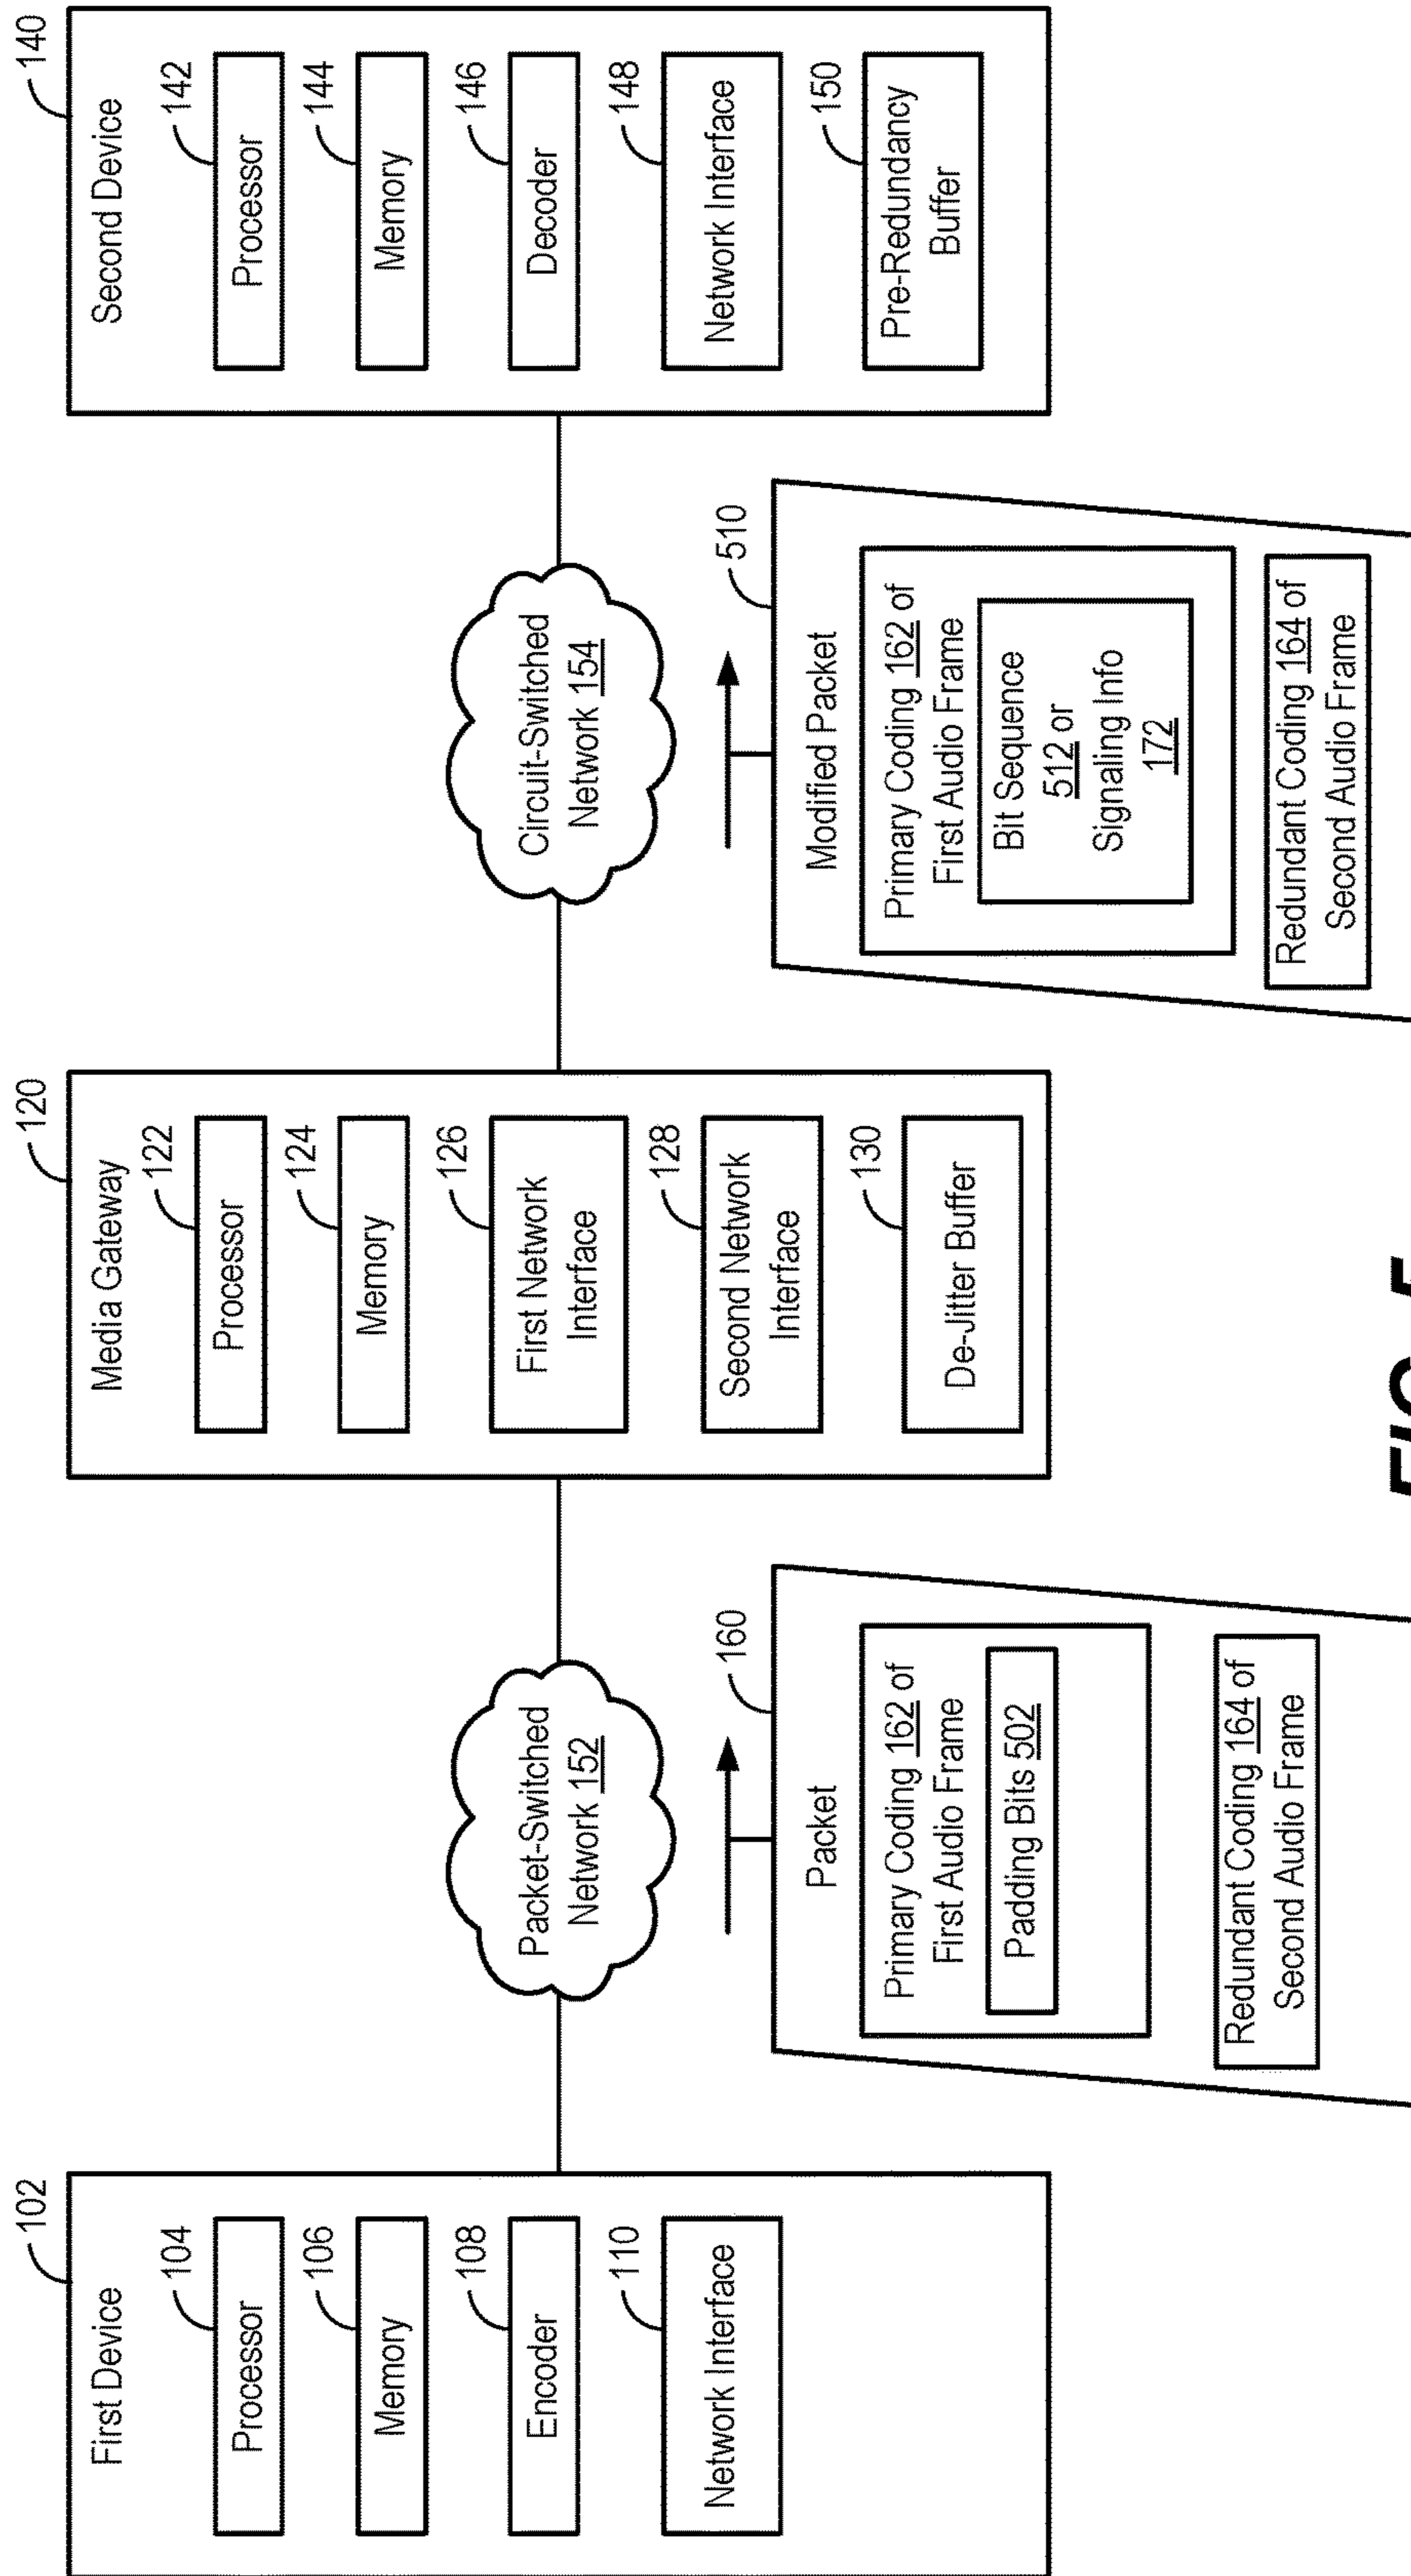 102
First Device
104
Processor
106
Memory
108
Encoder
110
Network Interface
Packet-Switched
Network 152
160
Packet
Primary Coding 162 of
First Audio Frame
Padding Bits 502
Redundant Coding 164 of
Second Audio Frame
120
Media Gateway
122
Processor
124
Memory
126
First Network
Interface
128
Second Network
Interface
130
De-Jitter Buffer
Circuit-Switched
Network 154
510
Modified Packet
Primary Coding 162 of
First Audio Frame
Bit Sequence
512 or
Signaling Info
172
Redundant Coding 164 of
Second Audio Frame
140
Second Device
142
Processor
144
Memory
146
Decoder
148
Network Interface
150
Pre-Redundancy
Buffer